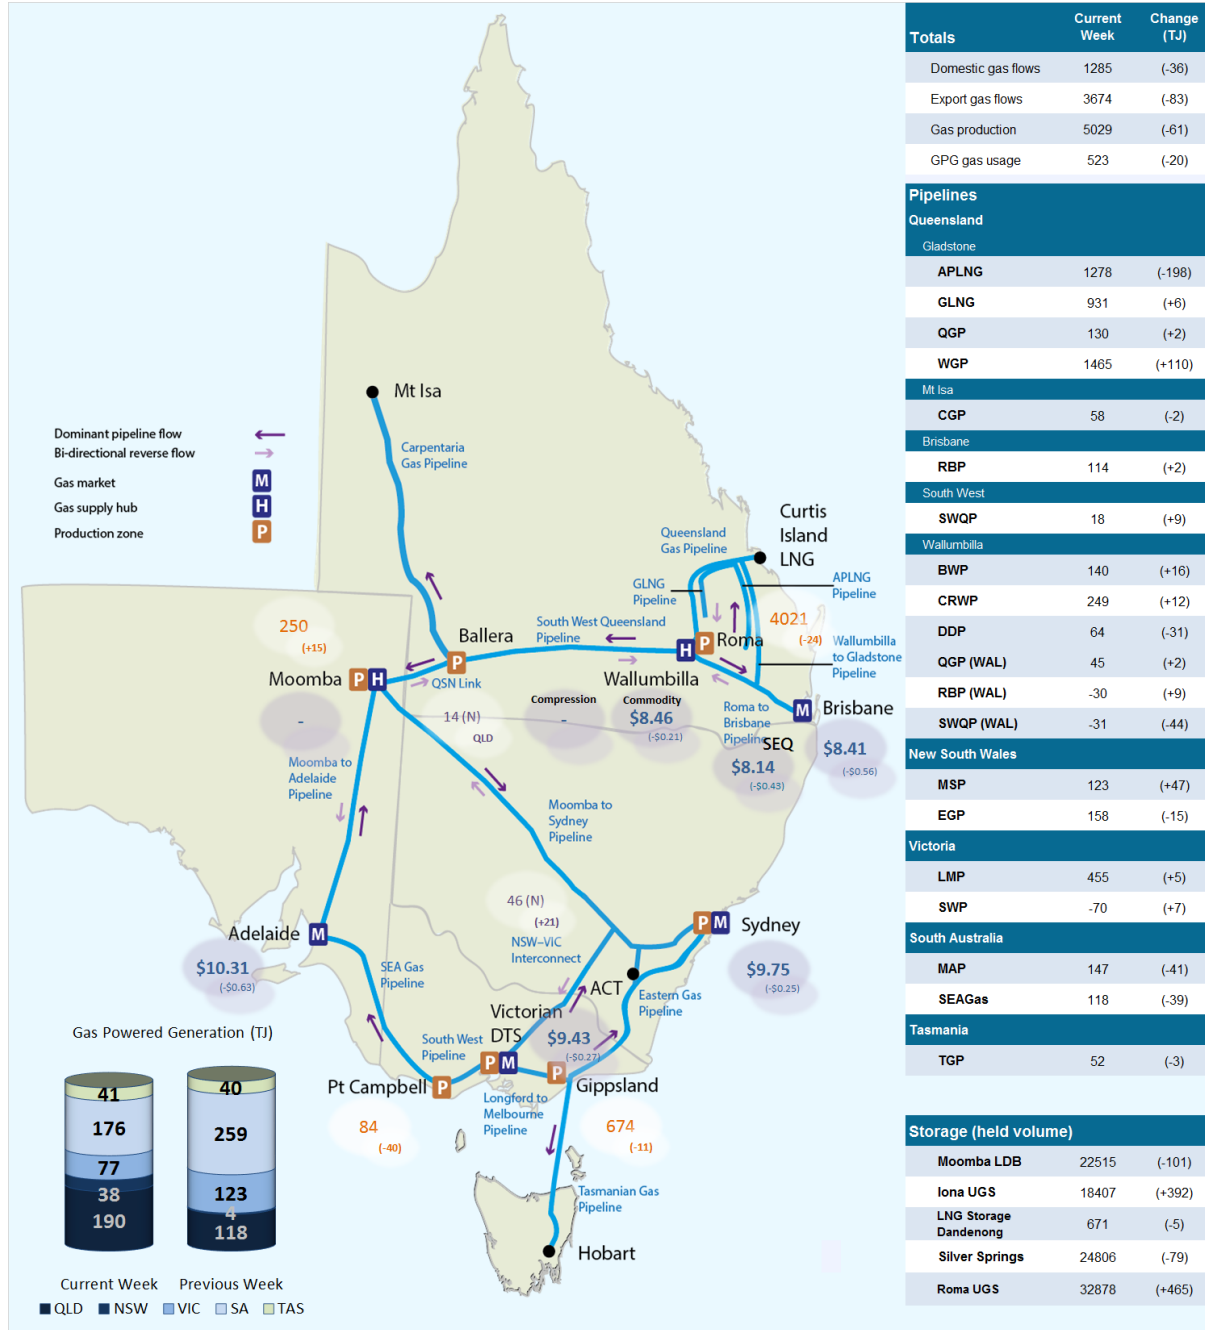 Mt Isa
Dominant pipeline flow
Bi-directional reverse flow
Gas market M
Gas supply hub H
Production zone P
Carpentaria
Gas Pipeline
Curtis
Island
LNG
Queensland
Gas Pipeline
GLNG
Pipeline
APLNG
Pipeline
4021
(-24)
Wallumbilla
to Gladstone
Pipeline
250
(+15)
Ballera
P
South West Queensland
Pipeline
H P Roma
Wallumbilla
Moomba P H
QSN Link
-
14 (N)
QLD
Compression
-
Commodity
$8.46
(-$0.21)
Roma to
Brisbane
Pipeline
M Brisbane
SEQ
$8.14
(-$0.43)
$8.41
(-$0.56)
Moomba to
Adelaide
Pipeline
Moomba to
Sydney
Pipeline
46 (N)
(+21)
NSW-VIC
Interconnect
Adelaide M
$10.31
(-$0.63)
SEA Gas
Pipeline
P M Sydney
$9.75
(-$0.25)
ACT
Eastern Gas
Pipeline
Victorian
DTS
P M
$9.43
(-$0.27)
South West
Pipeline
Pt Campbell P
84
(-40)
P
Gippsland
674
(-11)
Longford to
Melbourne
Pipeline
Tasmanian Gas
Pipeline
Hobart
Gas Powered Generation (TJ)
41
176
77
38
190
40
259
123
4
118
Current Week Previous Week
QLD NSW VIC SA TAS
Totals Current Week Change (TJ)
Domestic gas flows 1285 (-36)
Export gas flows 3674 (-83)
Gas production 5029 (-61)
GPG gas usage 523 (-20)
Pipelines
Queensland
Gladstone
APLNG 1278 (-198)
GLNG 931 (+6)
QGP 130 (+2)
WGP 1465 (+110)
Mt Isa
CGP 58 (-2)
Brisbane
RBP 114 (+2)
South West
SWQP 18 (+9)
Wallumbilla
BWP 140 (+16)
CRWP 249 (+12)
DDP 64 (-31)
QGP (WAL) 45 (+2)
RBP (WAL) -30 (+9)
SWQP (WAL) -31 (-44)
New South Wales
MSP 123 (+47)
EGP 158 (-15)
Victoria
LMP 455 (+5)
SWP -70 (+7)
South Australia
MAP 147 (-41)
SEAGas 118 (-39)
Tasmania
TGP 52 (-3)
Storage (held volume)
Moomba LDB 22515 (-101)
Iona UGS 18407 (+392)
LNG Storage
Dandenong 671 (-5)
Silver Springs 24806 (-79)
Roma UGS 32878 (+465)